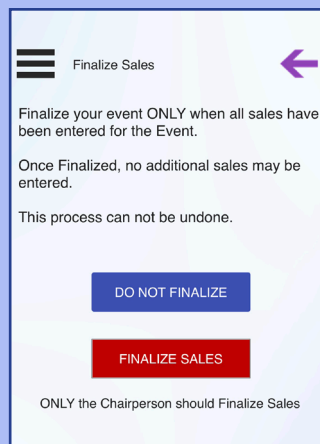 Finalize Sales
Finalize your event ONLY when all sales have
been entered for the Event.
Once Finalized, no additional sales may be
entered.
This process can not be undone.
DO NOT FINALIZE
FINALIZE SALES
ONLY the Chairperson should Finalize Sales